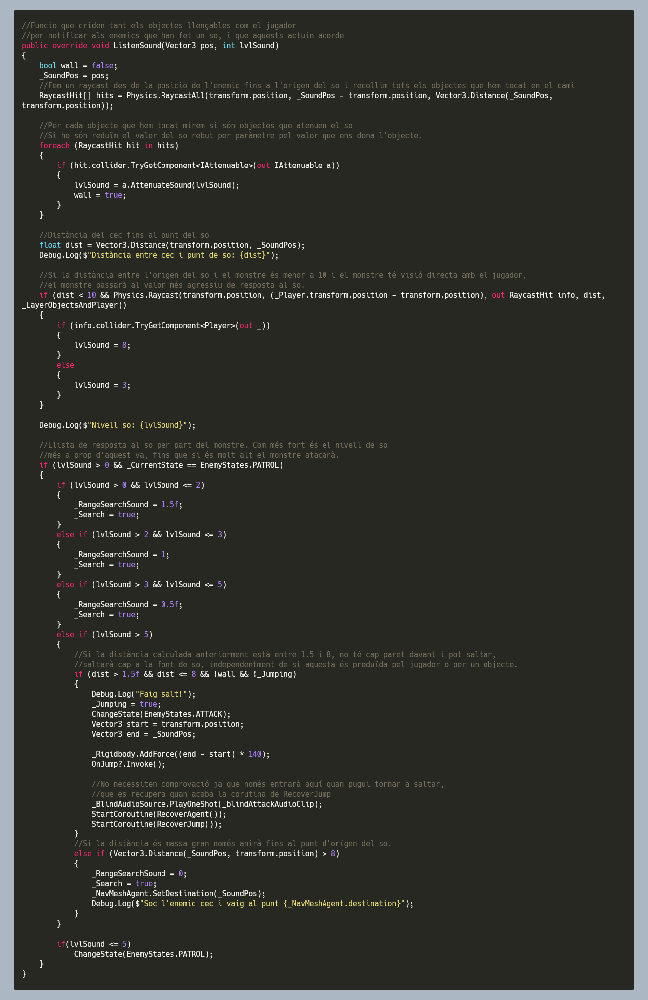 //Funcio que criden tant els objectes llençables com el jugador
//per notificar als enemics que han fet un so, i que aquests actuin acorde
public override void ListenSound(Vector3 pos, int lvlSound)
{
    bool wall = false;
    _SoundPos = pos;
    //Fem un raycast des de la posicio de l'enemic fins a l'origen del so i recollim tots els objectes que hem tocat en el cami
    RaycastHit[] hits = Physics.RaycastAll(transform.position, _SoundPos - transform.position, Vector3.Distance(_SoundPos,
transform.position));

    //Per cada objecte que hem tocat mirem si són objectes que atenuen el so
    //Si ho són reduïm el valor del so rebut per paràmetre pel valor que ens dona l'objecte.
    foreach (RaycastHit hit in hits)
    {
        if (hit.collider.TryGetComponent<IAttenuable>(out IAttenuable a))
        {
            lvlSound = a.AttenuateSound(lvlSound);
            wall = true;
        }
    }

    //Distància del cec fins al punt del so
    float dist = Vector3.Distance(transform.position, _SoundPos);
    Debug.Log($"Distància entre cec i punt de so: {dist}");

    //Si la distància entre l'origen del so i el monstre és menor a 10 i el monstre té visió directa amb el jugador,
    //el monstre passarà al valor més agressiu de resposta al so.
    if (dist < 10 && Physics.Raycast(transform.position, (_Player.transform.position - transform.position), out RaycastHit info, dist,
_LayerObjectsAndPlayer))
    {
        if (info.collider.TryGetComponent<Player>(out _))
        {
            lvlSound = 8;
        }
        else
        {
            lvlSound = 3;
        }
    }

    Debug.Log($"Nivell so: {lvlSound}");

    //Llista de resposta al so per part del monstre. Com més fort és el nivell de so
    //més a prop d'aquest va, fins que si és molt alt el monstre atacarà.
    if (lvlSound > 0 && _CurrentState == EnemyStates.PATROL)
    {
        if (lvlSound > 0 && lvlSound <= 2)
        {
            _RangeSearchSound = 1.5f;
            _Search = true;
        }
        else if (lvlSound > 2 && lvlSound <= 3)
        {
            _RangeSearchSound = 1;
            _Search = true;
        }
        else if (lvlSound > 3 && lvlSound <= 5)
        {
            _RangeSearchSound = 0.5f;
            _Search = true;
        }
        else if (lvlSound > 5)
        {
            //Si la distància calculada anteriorment està entre 1.5 i 8, no té cap paret davant i pot saltar,
            //saltarà cap a la font de so, independentment de si aquesta és produïda pel jugador o per un objecte.
            if (dist > 1.5f && dist <= 8 && !wall && !_Jumping)
            {
                Debug.Log("Faig salt!");
                _Jumping = true;
                ChangeState(EnemyStates.ATTACK);
                Vector3 start = transform.position;
                Vector3 end = _SoundPos;

                _Rigidbody.AddForce((end - start) * 140);
                OnJump?.Invoke();

                //No necessiten comprovació ja que només entrarà aquí quan pugui tornar a saltar,
                //que es recupera quan acaba la corutina de RecoverJump
                _BlindAudioSource.PlayOneShot(_blindAttackAudioClip);
                StartCoroutine(RecoverAgent());
                StartCoroutine(RecoverJump());
            }
            //Si la distància és massa gran només anirà fins al punt d'orígen del so.
            else if (Vector3.Distance(_SoundPos, transform.position) > 8)
            {
                _RangeSearchSound = 0;
                _Search = true;
                _NavMeshAgent.SetDestination(_SoundPos);
                Debug.Log($"Soc l'enemic cec i vaig al punt {_NavMeshAgent.destination}");
            }
        }

        if(lvlSound <= 5)
            ChangeState(EnemyStates.PATROL);
    }
}